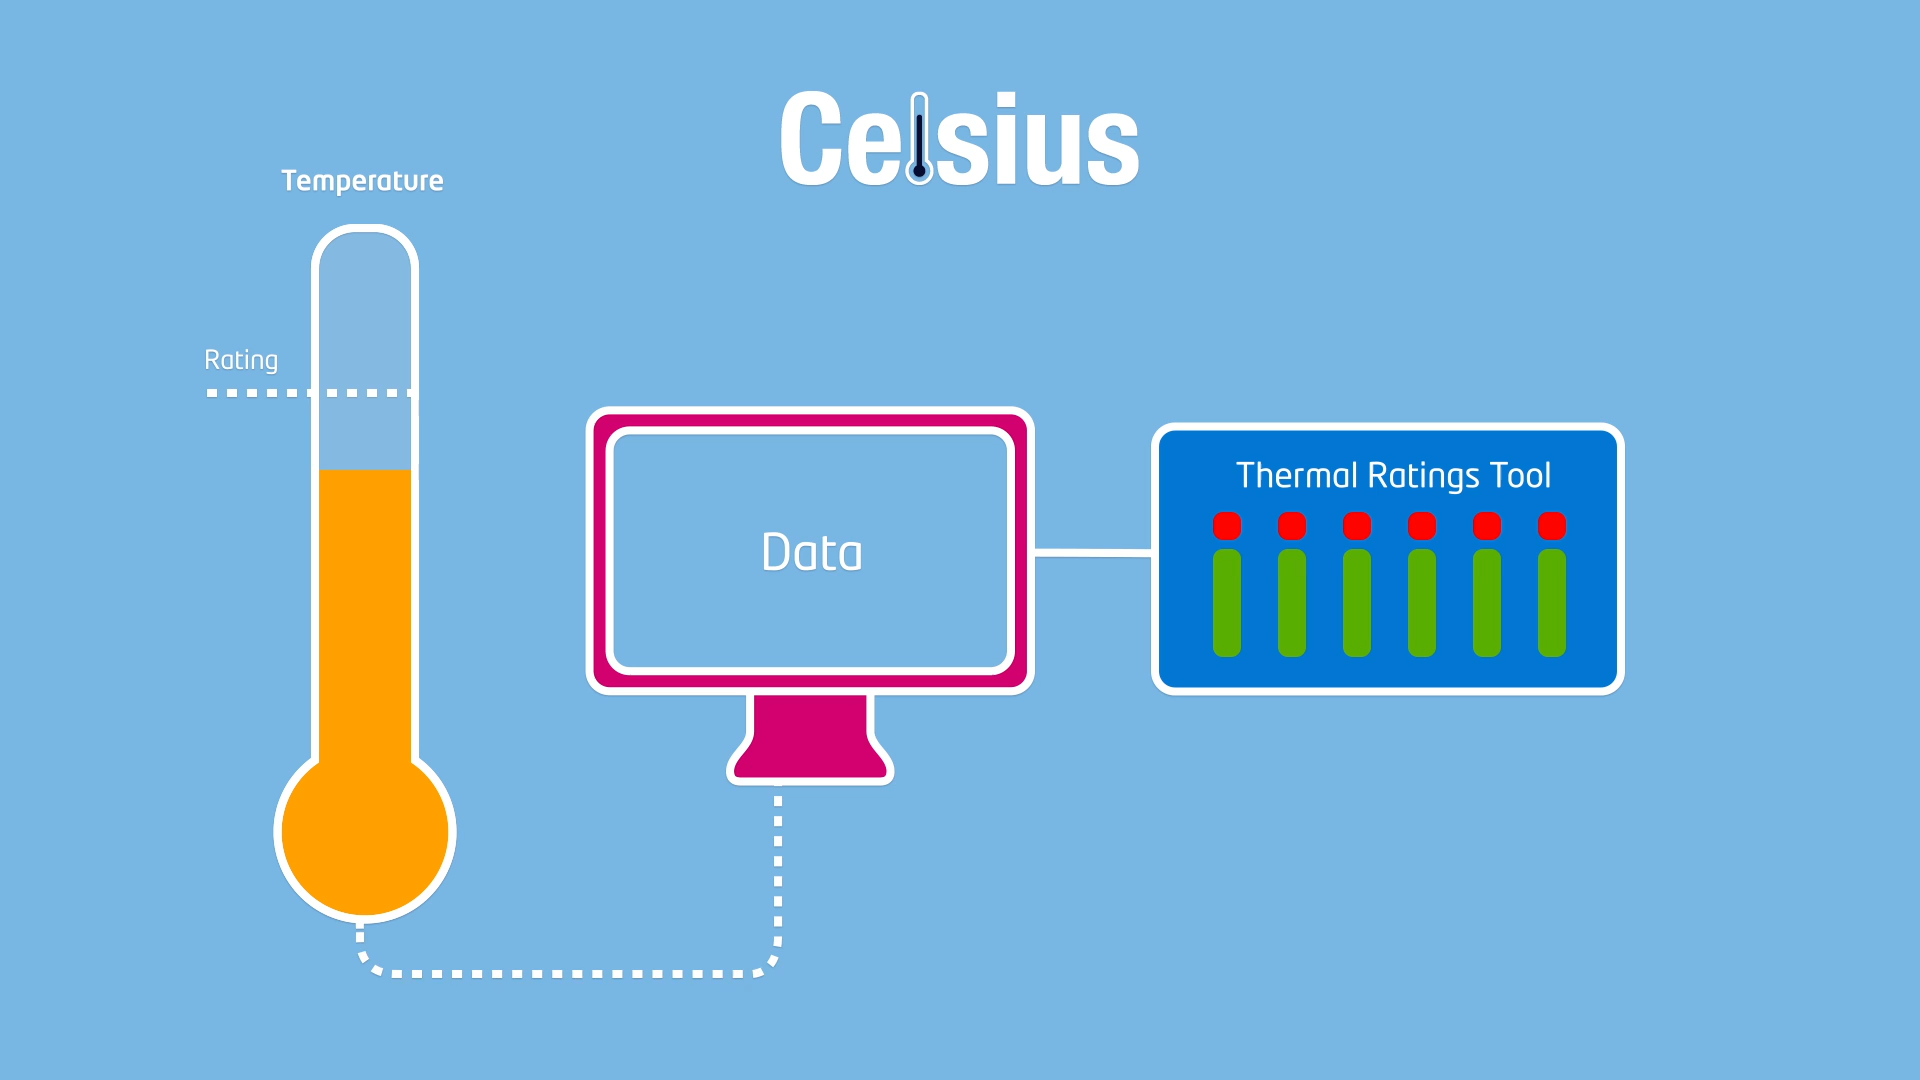 Celsius
Temperature
Rating
Data
Thermal Ratings Tool